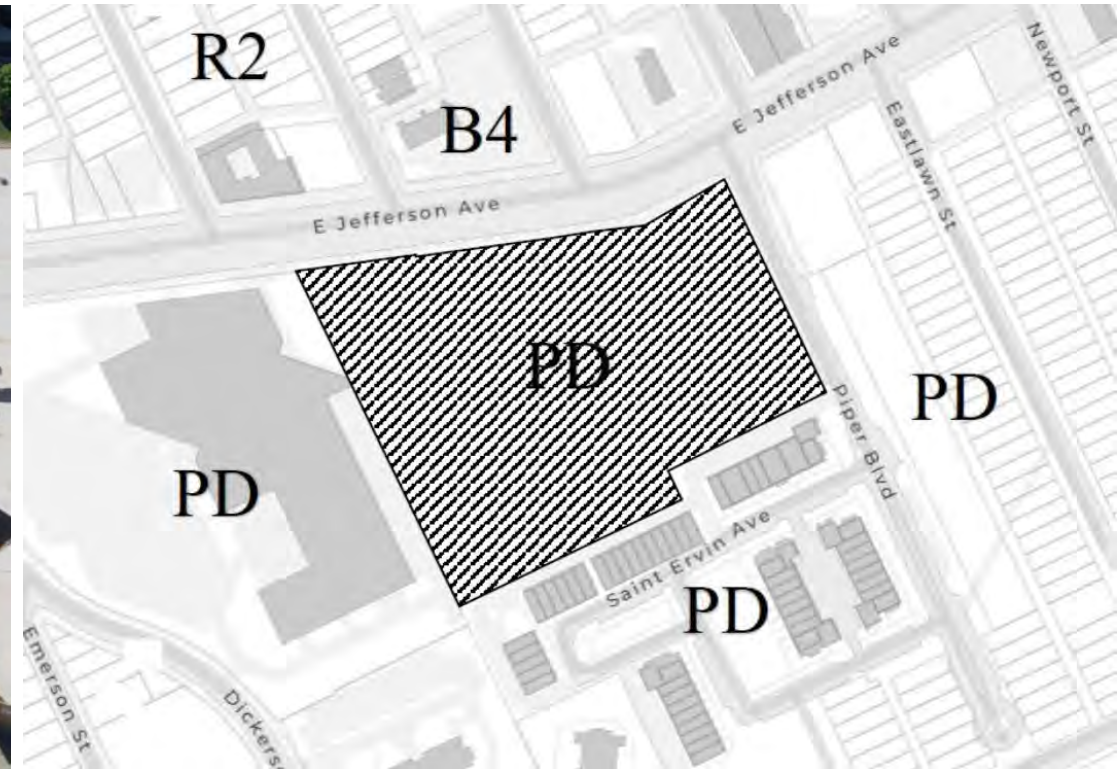 R2
B4
E Jefferson Ave
E Jefferson Ave
Newport St
Eastlawn St
PD
PD
PD
Piper Blvd
Saint Ervin Ave
PD
Emerson St